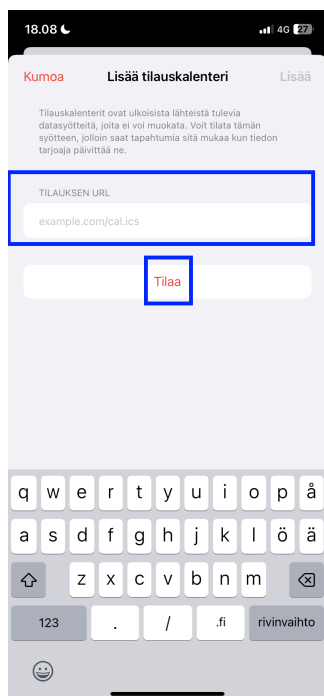 18.08 4G 27
Kumoa Lisää tilauskalenteri Lisää
Tilauskalenterit ovat ulkoisista lähteistä tulevia
datasyötteitä, joita ei voi muokata. Voit tilata tämän
syötteen, jolloin saat tapahtumia sitä mukaa kun tiedon
tarjoaja päivittää ne.
TILAUKSEN URL
example.com/cal.ics
Tilaa
q w e r t y u i o p å
a s d f g h j k l ö ä
z x c v b n m
123 . / .fi rivinvaihto